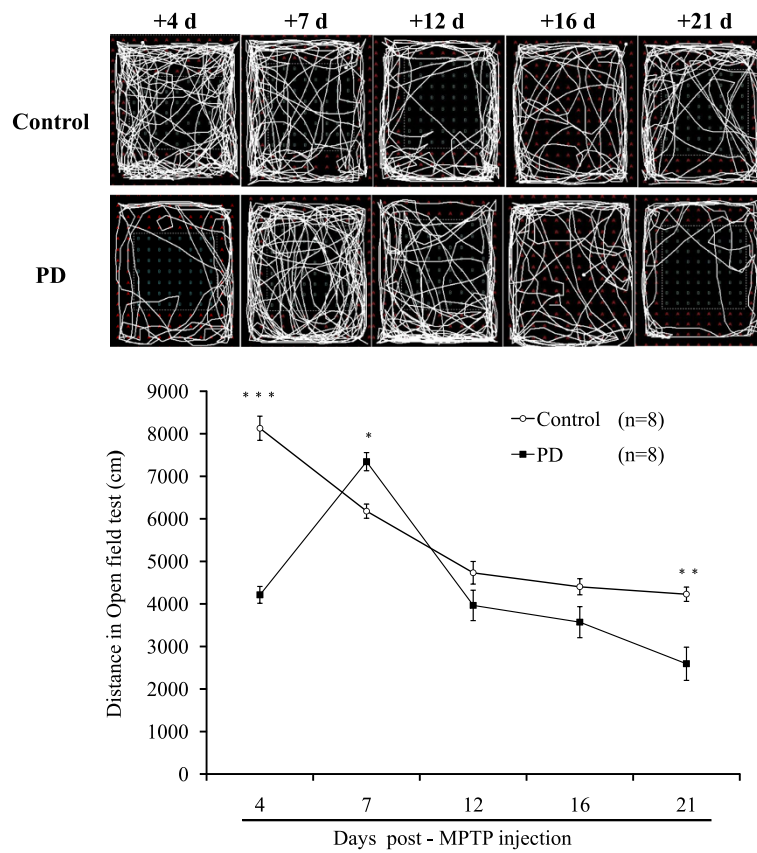 +4 d +7 d +12 d +16 d +21 d
Control
PD
9000
* * *
Control (n=8)
8000
*
PD (n=8)
7000
6000
5000
* *
4000
3000
2000
1000
0
Distance in Open field test (cm)
4 7 12 16 21
Days post - MPTP injection